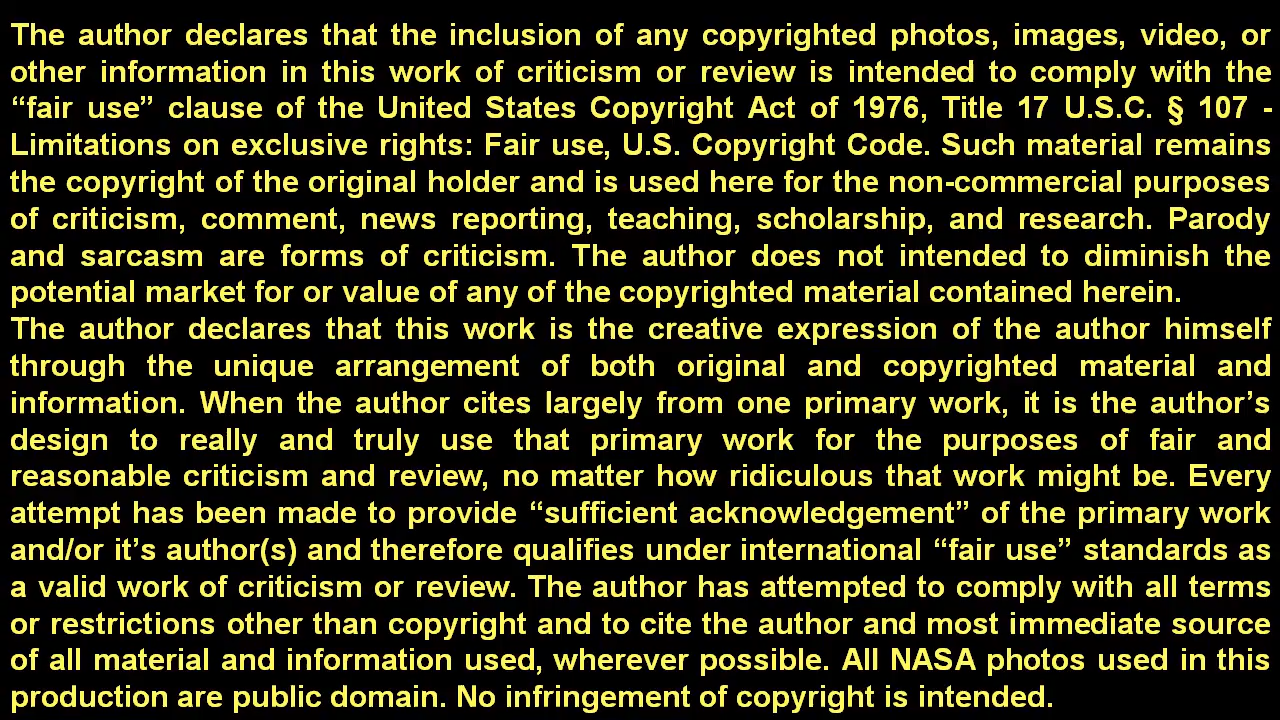 The author declares that the inclusion of any copyrighted photos, images, video, or
other information in this work of criticism or review is intended to comply with the
“fair use” clause of the United States Copyright Act of 1976, Title 17 U.S.C. § 107 -
Limitations on exclusive rights: Fair use, U.S. Copyright Code. Such material remains
the copyright of the original holder and is used here for the non-commercial purposes
of criticism, comment, news reporting, teaching, scholarship, and research. Parody
and sarcasm are forms of criticism. The author does not intended to diminish the
potential market for or value of any of the copyrighted material contained herein.
The author declares that this work is the creative expression of the author himself
through the unique arrangement of both original and copyrighted material and
information. When the author cites largely from one primary work, it is the author’s
design to really and truly use that primary work for the purposes of fair and
reasonable criticism and review, no matter how ridiculous that work might be. Every
attempt has been made to provide “sufficient acknowledgement” of the primary work
and/or it’s author(s) and therefore qualifies under international “fair use” standards as
a valid work of criticism or review. The author has attempted to comply with all terms
or restrictions other than copyright and to cite the author and most immediate source
of all material and information used, wherever possible. All NASA photos used in this
production are public domain. No infringement of copyright is intended.